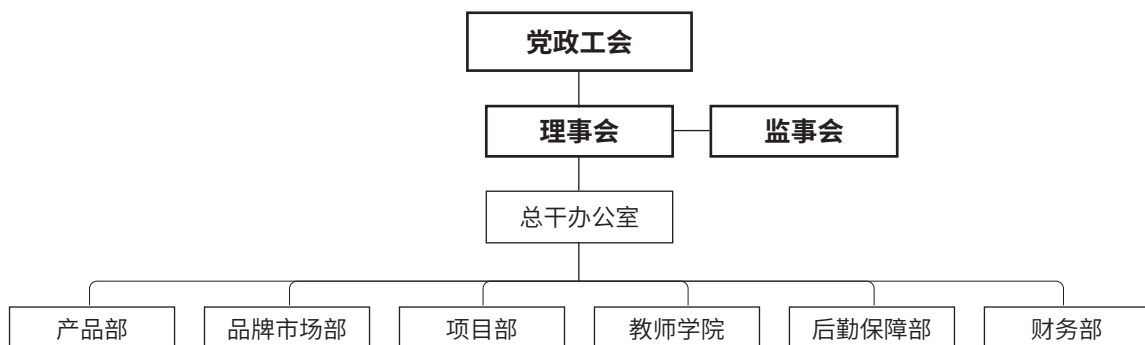 党政工会
理事会
监事会
总干办公室
产品部
品牌市场部
项目部
教师学院
后勤保障部
财务部